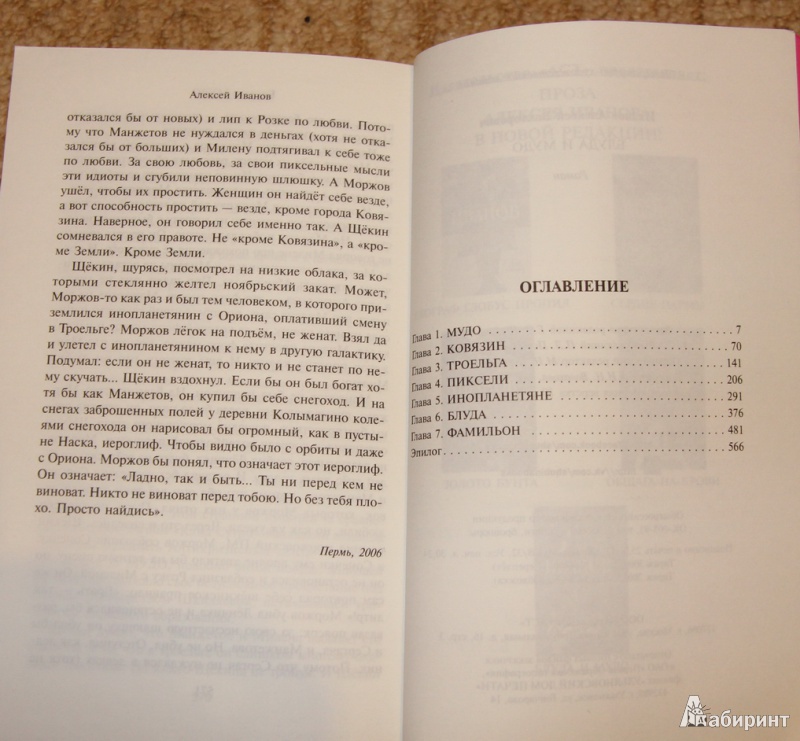 Алексей Иванов
отказался бы от новых) и лип к Розке по любви. Пото-
му что Манжетов не нуждался в деньгах (хотя не отка-
зался бы от больших) и Милену подтягивал к себе тоже
по любви. За свою любовь, за свои пиксельные мысли
эти идиоты и сгубили неповинную шлюшку. А Моржов
ушёл, чтобы их простить. Женщин он найдёт себе везде,
а вот способность простить — везде, кроме города Ковя-
зина. Наверное, он говорил себе именно так. А Щёкин
сомневался в его правоте. Не «кроме Ковязина», а «кро-
ме Земли». Кроме Земли.
Щёкин, щурясь, посмотрел на низкие облака, за ко-
торыми стеклянно желтел ноябрьский закат. Может,
Моржов-то как раз и был тем человеком, в которого при-
землился инопланетянин с Ориона, оплативший смену
в Троельге? Моржов лёгок на подъём, не женат. Взял да
и улетел с инопланетянином к нему в другую галактику.
Подумал: если он не женат, то никто и не станет по не-
му скучать... Щёкин вздохнул. Если бы он был богат хо-
тя бы как Манжетов, он купил бы себе снегоход. И на
снегах заброшенных полей у деревни Колымагино коле-
ями снегохода он нарисовал бы огромный, как в пусты-
не Наска, иероглиф. Чтобы видно было с орбиты и даже
с Ориона. Моржов бы понял, что означает этот иероглиф.
Он означает: «Ладно, так и быть... Ты ни перед кем не
виноват. Никто не виноват перед тобою. Но без тебя пло-
хо. Просто найдись».
Пермь, 2006
ОГЛАВЛЕНИЕ
Глава 1. МУДО . . . . . . . . . . . . . . . . . . . . 7
Глава 2. КОВЯЗИН . . . . . . . . . . . . . . . . . . . . 70
Глава 3. ТРОЕЛЬГА . . . . . . . . . . . . . . . . . . . . 141
Глава 4. ПИКСЕЛИ . . . . . . . . . . . . . . . . . . . . 206
Глава 5. ИНОПЛАНЕТЯНЕ . . . . . . . . . . . . . . . . . . . . 291
Глава 6. БЛУДА . . . . . . . . . . . . . . . . . . . . 376
Глава 7. ФАМИЛЬОН . . . . . . . . . . . . . . . . . . . . 481
Эпилог . . . . . . . . . . . . . . . . . . . . 566
Лабиринт